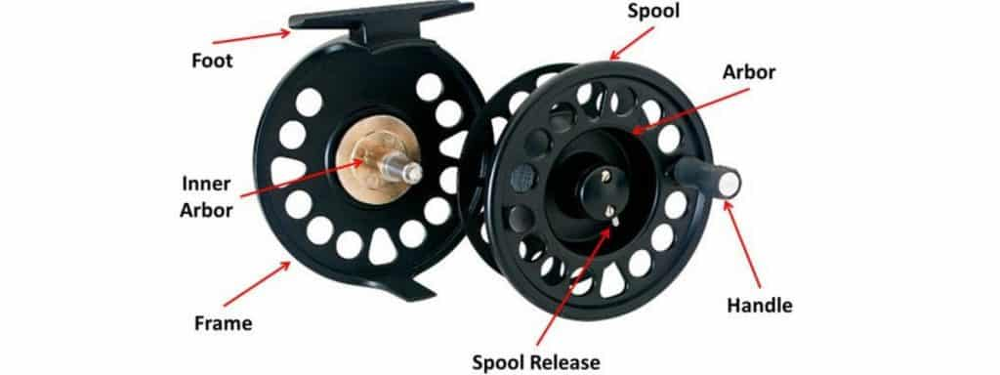 Spool
Foot
Arbor
Inner
Arbor
Handle
Frame
Spool Release